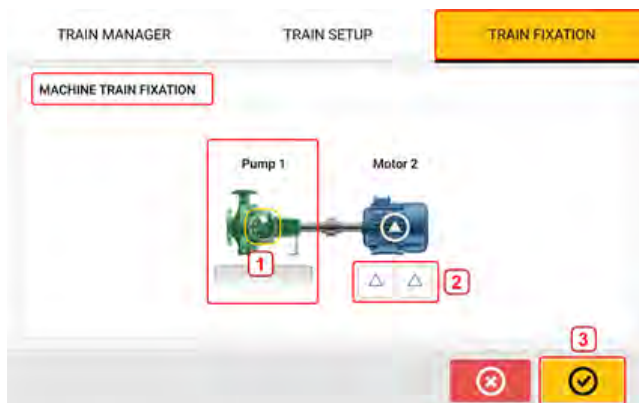 TRAIN MANAGER TRAIN SETUP TRAIN FIXATION
MACHINE TRAIN FIXATION
Pump 1 Motor 2
1
2
3